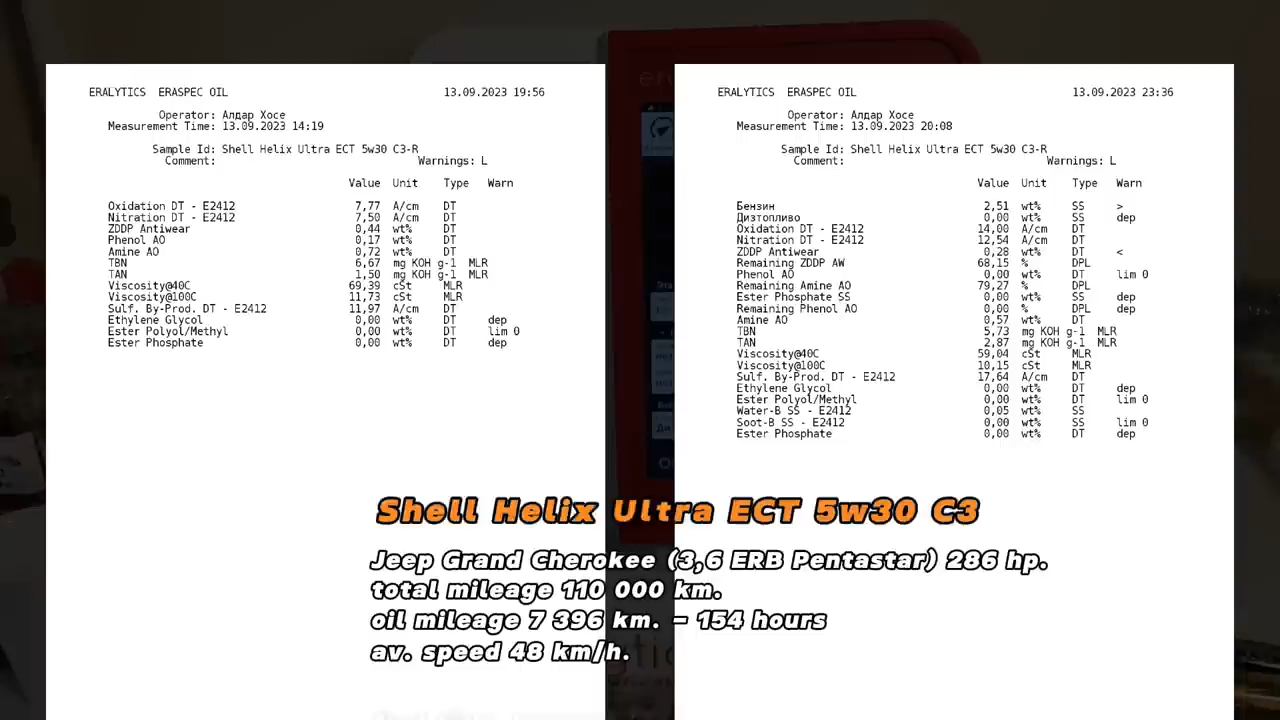 ERALYTICS ERASPEC OIL 13.09.2023 19:56
Operator: Алдар Хосе
Measurement Time: 13.09.2023 14:19
Sample Id: Shell Helix Ultra ECT 5w30 C3-R
Comment: Warnings: L
Value Unit Type Warn
Oxidation DT - E2412 7,77 A/cm DT
Nitration DT - E2412 7,50 A/cm DT
ZDDP Antiwear 0,44 wt% DT
Phenol AO 0,17 wt% DT
Amine AO 0,72 wt% DT
TBN 6,67 mg KOH g-1 MLR
TAN 1,50 mg KOH g-1 MLR
Viscosity@40C 69,39 cSt MLR
Viscosity@100C 11,73 cSt MLR
Sulf. By-Prod. DT - E2412 11,97 A/cm DT
Ethylene Glycol 0,00 wt% DT dep
Ester Polyol/Methyl 0,00 wt% DT lim 0
Ester Phosphate 0,00 wt% DT dep
ERALYTICS ERASPEC OIL 13.09.2023 23:36
Operator: Алдар Хосе
Measurement Time: 13.09.2023 20:08
Sample Id: Shell Helix Ultra ECT 5w30 C3-R
Comment: Warnings: L
Value Unit Type Warn
Бензин 2,51 wt% SS >
Дизтопливо 0,00 wt% SS dep
Oxidation DT - E2412 14,00 A/cm DT
Nitration DT - E2412 12,54 A/cm DT
ZDDP Antiwear 0,28 wt% DT <
Remaining ZDDP AW 68,15 % DPL
Phenol AO 0,00 wt% DT lim 0
Remaining Amine AO 79,27 % DPL
Ester Phosphate SS 0,00 wt% SS dep
Remaining Phenol AO 0,00 % DPL dep
Amine AO 0,57 wt% DT
TBN 5,73 mg KOH g-1 MLR
TAN 2,87 mg KOH g-1 MLR
Viscosity@40C 59,04 cSt MLR
Viscosity@100C 10,15 cSt MLR
Sulf. By-Prod. DT - E2412 17,64 A/cm DT
Ethylene Glycol 0,00 wt% DT dep
Ester Polyol/Methyl 0,00 wt% DT lim 0
Water-B SS - E2412 0,05 wt% SS
Soot-B SS - E2412 0,00 wt% SS lim 0
Ester Phosphate 0,00 wt% DT dep
Shell Helix Ultra ECT 5w30 C3
Jeep Grand Cherokee (3,6 ERB Pentastar) 286 hp.
total mileage 110 000 km.
oil mileage 7 396 km. - 154 hours
av. speed 48 km/h.